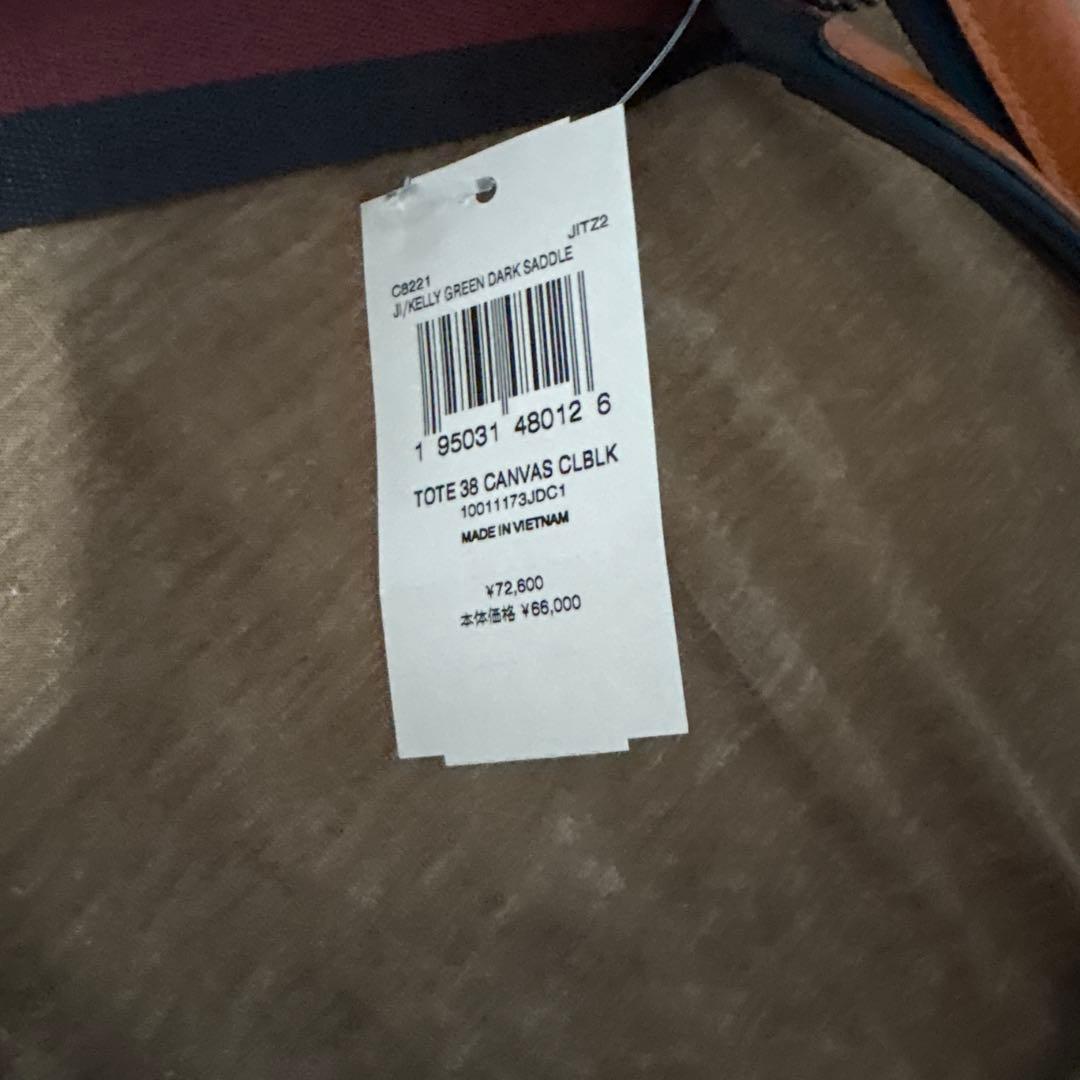 JITZ2
C8221
JI/KELLY GREEN DARK SADDLE
1 95031 48012 6
TOTE 38 CANVAS CLBLK
10011173JDC1
MADE IN VIETNAM
¥72,600
本体価格 ¥66,000